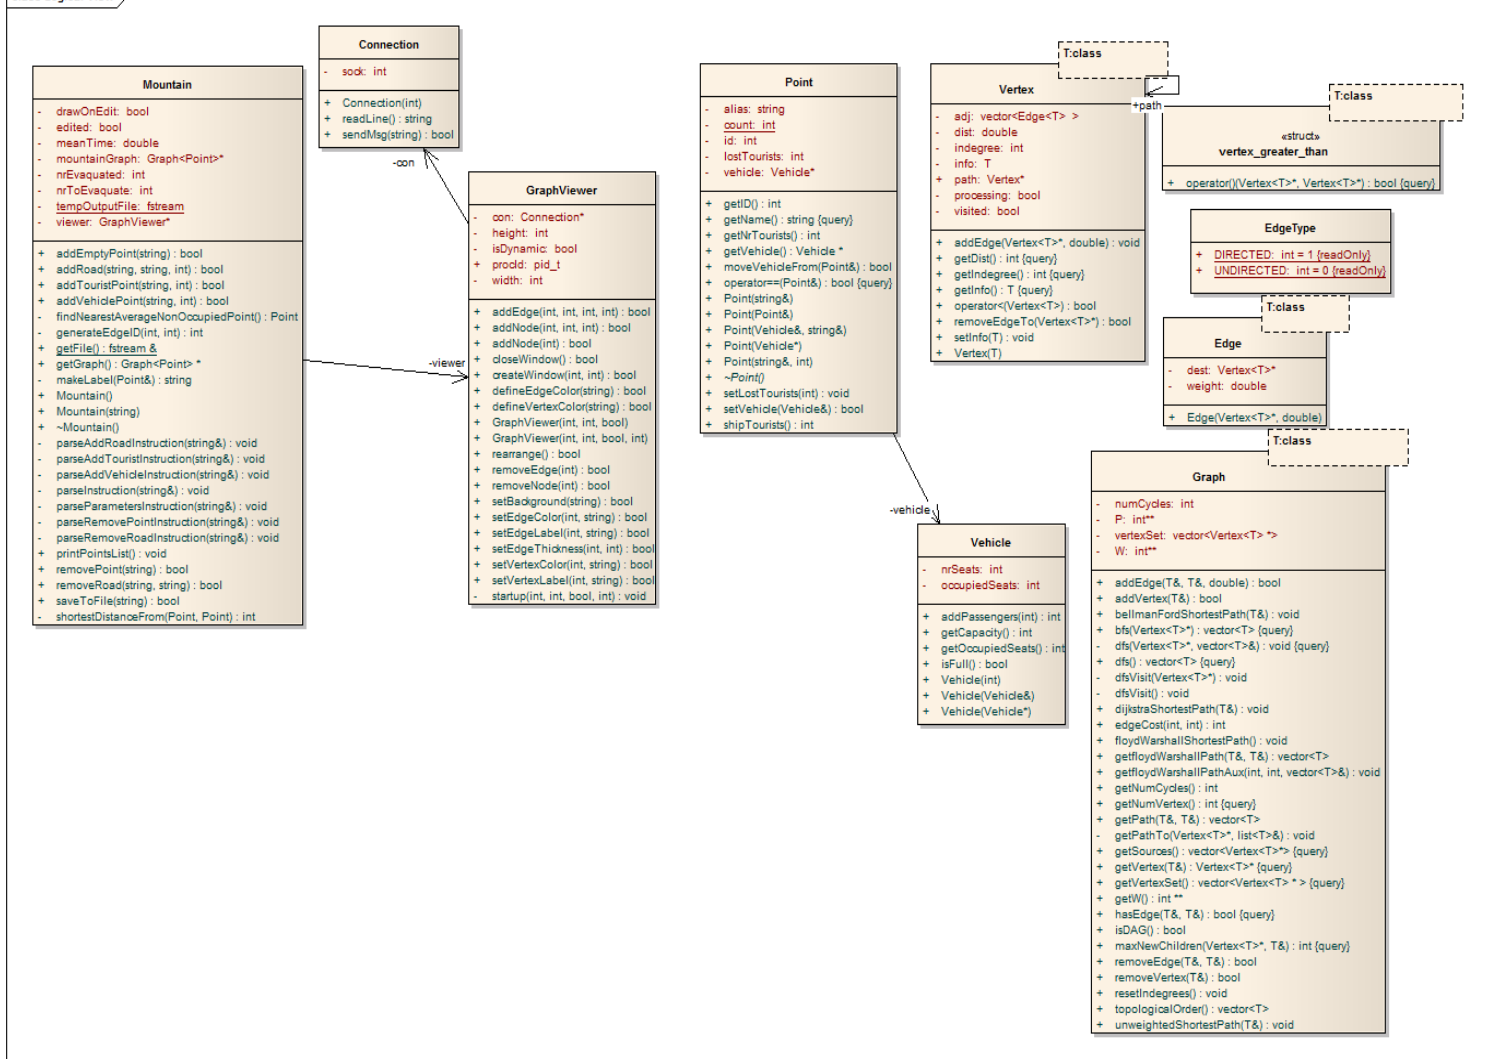 Mountain
- drawOnEdit: bool
- edited: bool
- meanTime: double
- mountainGraph: Graph<Point>*
- nrEvaquated: int
- nrToEvaquate: int
- tempOutputFile: fstream
- viewer: GraphViewer*
+ addEmptyPoint(string) : bool
+ addRoad(string, string, int) : bool
+ addTouristPoint(string, int) : bool
+ addVehiclePoint(string, int) : bool
- findNearestAverageNonOccupiedPoint() : Point
- generateEdgeID(int, int) : int
+ getFile() : fstream &
+ getGraph() : Graph<Point> *
- makeLabel(Point&) : string
+ Mountain()
+ Mountain(string)
+ ~Mountain()
- parseAddRoadInstruction(string&) : void
- parseAddTouristInstruction(string&) : void
- parseAddVehicleInstruction(string&) : void
- parseInstruction(string&) : void
- parseParametersInstruction(string&) : void
- parseRemovePointInstruction(string&) : void
- parseRemoveRoadInstruction(string&) : void
+ printPointsList() : void
+ removePoint(string) : bool
+ removeRoad(string, string) : bool
+ saveToFile(string) : bool
- shortestDistanceFrom(Point, Point) : int
Connection
- sock: int
+ Connection(int)
+ readLine() : string
+ sendMsg(string) : bool
-con
-viewer
GraphViewer
- con: Connection*
- height: int
- isDynamic: bool
+ procId: pid_t
- width: int
+ addEdge(int, int, int, int) : bool
+ addNode(int, int, int) : bool
+ addNode(int) : bool
+ closeWindow() : bool
+ createWindow(int, int) : bool
+ defineEdgeColor(string) : bool
+ defineVertexColor(string) : bool
+ GraphViewer(int, int, bool)
+ GraphViewer(int, int, bool, int)
+ rearrange() : bool
+ removeEdge(int) : bool
+ removeNode(int) : bool
+ setBackground(string) : bool
+ setEdgeColor(int, string) : bool
+ setEdgeLabel(int, string) : bool
+ setEdgeThickness(int, int) : bool
+ setVertexColor(int, string) : bool
+ setVertexLabel(int, string) : bool
- startup(int, int, bool, int) : void
Point
- alias: string
- count: int
- id: int
- lostTourists: int
- vehicle: Vehicle*
+ getID() : int
+ getName() : string {query}
+ getNrTourists() : int
+ getVehicle() : Vehicle *
+ moveVehicleFrom(Point&) : bool
+ operator==(Point&) : bool {query}
+ Point(string&)
+ Point(Point&)
+ Point(Vehicle&, string&)
+ Point(Vehicle*)
+ Point(string&, int)
+ ~Point()
+ setLostTourists(int) : void
+ setVehicle(Vehicle&) : bool
+ shipTourists() : int
-vehicle
Vehicle
- nrSeats: int
- occupiedSeats: int
+ addPassengers(int) : int
+ getCapacity() : int
+ getOccupiedSeats() : int
+ isFull() : bool
+ Vehicle(int)
+ Vehicle(Vehicle&)
+ Vehicle(Vehicle*)
T:class
Vertex
- adj: vector<Edge<T> >
- dist: double
- indegree: int
- info: T
+ path: Vertex*
- processing: bool
- visited: bool
+ addEdge(Vertex<T>*, double) : void
+ getDist() : int {query}
+ getIndegree() : int {query}
+ getInfo() : T {query}
+ operator<(Vertex<T>) : bool
+ removeEdgeTo(Vertex<T>*) : bool
+ setInfo(T) : void
+ Vertex(T)
+path
T:class
«struct»
vertex_greater_than
+ operator()(Vertex<T>*, Vertex<T>*) : bool {query}
EdgeType
+ DIRECTED: int = 1 {readOnly}
+ UNDIRECTED: int = 0 {readOnly}
T:class
Edge
- dest: Vertex<T>*
- weight: double
+ Edge(Vertex<T>*, double)
T:class
Graph
- numCycles: int
- P: int**
- vertexSet: vector<Vertex<T> *>
- W: int**
+ addEdge(T&, T&, double) : bool
+ addVertex(T&) : bool
+ bellmanFordShortestPath(T&) : void
+ bfs(Vertex<T>*) : vector<T> {query}
- dfs(Vertex<T>*, vector<T>&) : void {query}
+ dfs() : vector<T> {query}
- dfsVisit(Vertex<T>*) : void
- dfsVisit() : void
+ dijkstraShortestPath(T&) : void
+ edgeCost(int, int) : int
+ floydWarshallShortestPath() : void
+ getfloydWarshallPath(T&, T&) : vector<T>
+ getfloydWarshallPathAux(int, int, vector<T>&) : void
+ getNumCycles() : int
+ getNumVertex() : int {query}
+ getPath(T&, T&) : vector<T>
- getPathTo(Vertex<T>*, list<T>&) : void
+ getSources() : vector<Vertex<T>*> {query}
+ getVertex(T&) : Vertex<T>* {query}
+ getVertexSet() : vector<Vertex<T> * > {query}
+ getW() : int **
+ hasEdge(T&, T&) : bool {query}
+ isDAG() : bool
+ maxNewChildren(Vertex<T>*, T&) : int {query}
+ removeEdge(T&, T&) : bool
+ removeVertex(T&) : bool
+ resetIndegrees() : void
+ topologicalOrder() : vector<T>
+ unweightedShortestPath(T&) : void